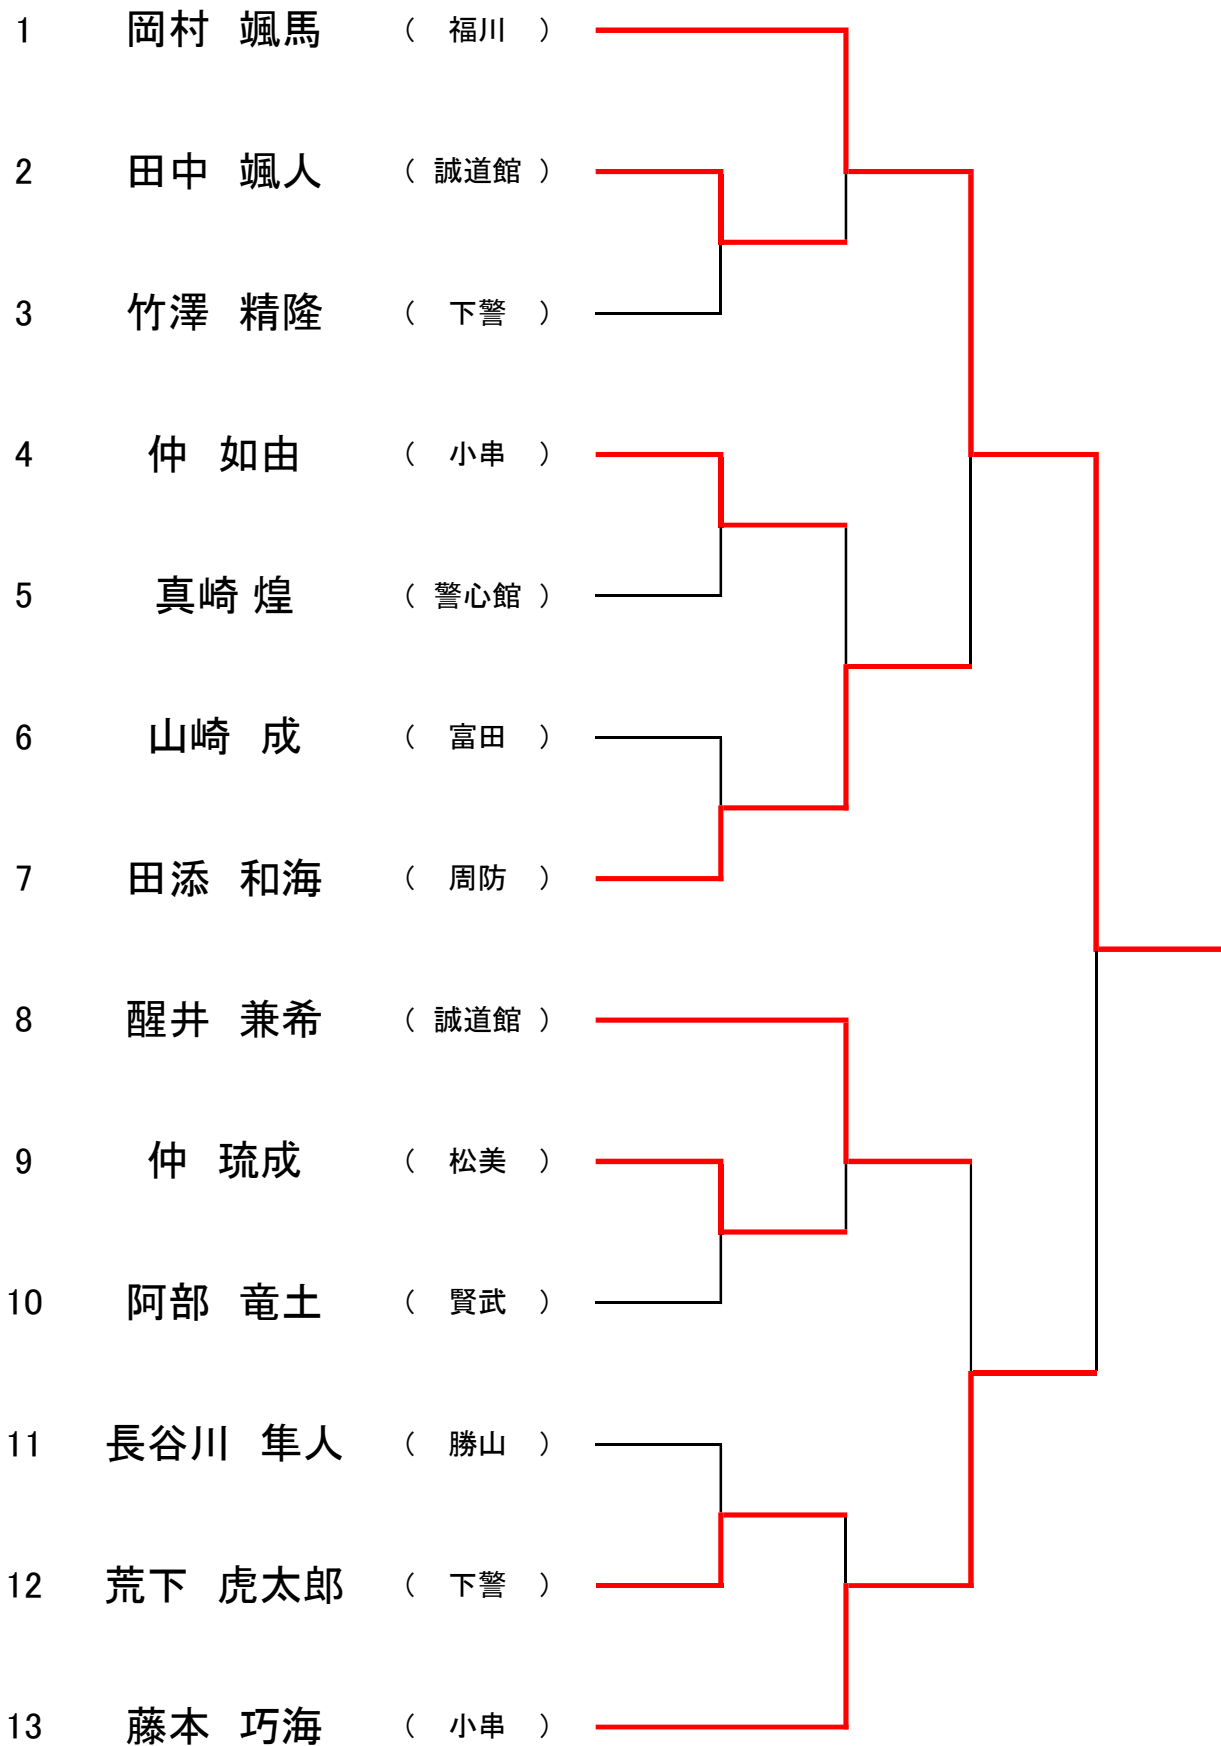 1 岡村 颯馬 ( 福川 )
2 田中 颯人 ( 誠道館 )
3 竹澤 精隆 ( 下警 )
4 仲 如由 ( 小串 )
5 真崎 煌 ( 警心館 )
6 山崎 成 ( 富田 )
7 田添 和海 ( 周防 )
8 醒井 兼希 ( 誠道館 )
9 仲 琉成 ( 松美 )
10 阿部 竜土 ( 賢武 )
11 長谷川 隼人 ( 勝山 )
12 荒下 虎太郎 ( 下警 )
13 藤本 巧海 ( 小串 )